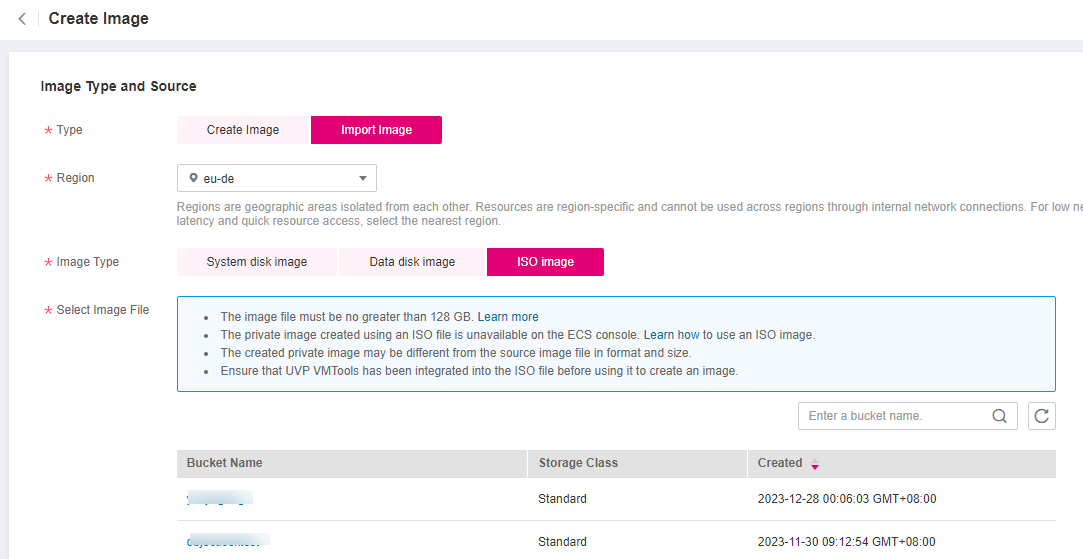 Create Image
Image Type and Source
* Type Create Image Import Image
* Region eu-de
Regions are geographic areas isolated from each other. Resources are region-specific and cannot be used across regions through internal network connections. For low
latency and quick resource access, select the nearest region.
* Image Type System disk image Data disk image ISO image
* Select Image File
• The image file must be no greater than 128 GB. Learn more
• The private image created using an ISO file is unavailable on the ECS console. Learn how to use an ISO image.
• The created private image may be different from the source image file in format and size.
• Ensure that UVP VMTools has been integrated into the ISO file before using it to create an image.
Enter a bucket name.
Bucket Name Storage Class Created
Standard 2023-12-28 00:06:03 GMT+08:00
Standard 2023-11-30 09:12:54 GMT+08:00